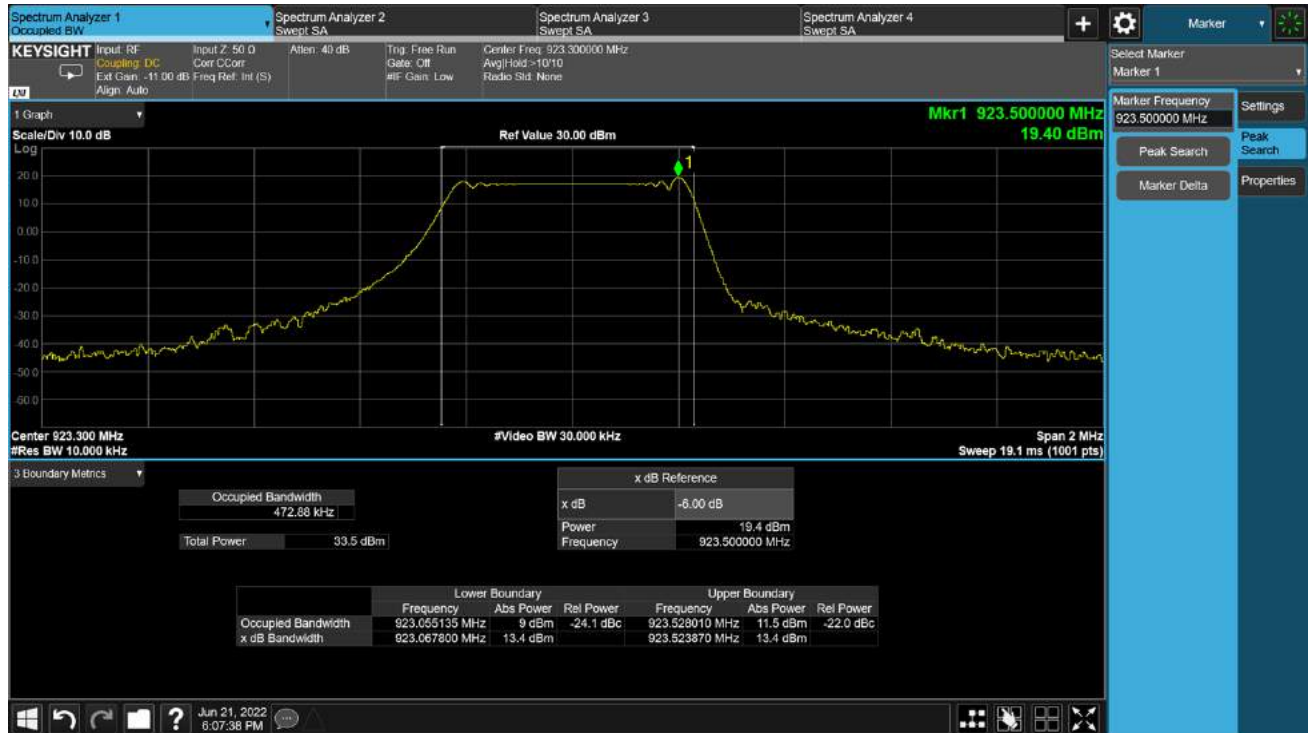 Spectrum Analyzer 1
Occupied BW
Spectrum Analyzer 2
Swept SA
Spectrum Analyzer 3
Swept SA
Spectrum Analyzer 4
Swept SA
+
Marker
KEYSIGHT
Input: RF
Coupling: DC
Ext Gain: -11.00 dB
Align: Auto
Input Z: 50 Ω
Corr CCorr
Freq Ref: Int (S)
Atten: 40 dB
Trig: Free Run
Gate: Off
#IF Gain: Low
Center Freq: 923.300000 MHz
Avg|Hold:>10/10
Radio Std: None
LXI
Select Marker
Marker 1
Marker Frequency
923.500000 MHz
Peak Search
Marker Delta
Settings
Peak
Search
Properties
1 Graph
Mkr1 923.500000 MHz
Scale/Div 10.0 dB
Ref Value 30.00 dBm
19.40 dBm
Log
1
20.0
10.0
0.00
-10.0
-20.0
-30.0
-40.0
-50.0
-60.0
Center 923.300 MHz
#Video BW 30.000 kHz
Span 2 MHz
#Res BW 10.000 kHz
Sweep 19.1 ms (1001 pts)
3 Boundary Metrics
Occupied Bandwidth
472.88 kHz
Total Power 33.5 dBm
x dB Reference
x dB -6.00 dB
Power 19.4 dBm
Frequency 923.500000 MHz
Lower Boundary Upper Boundary
Frequency Abs Power Rel Power Frequency Abs Power Rel Power
Occupied Bandwidth 923.055135 MHz 9 dBm -24.1 dBc 923.528010 MHz 11.5 dBm -22.0 dBc
x dB Bandwidth 923.067800 MHz 13.4 dBm 923.523870 MHz 13.4 dBm
?
Jun 21, 2022
6:07:38 PM